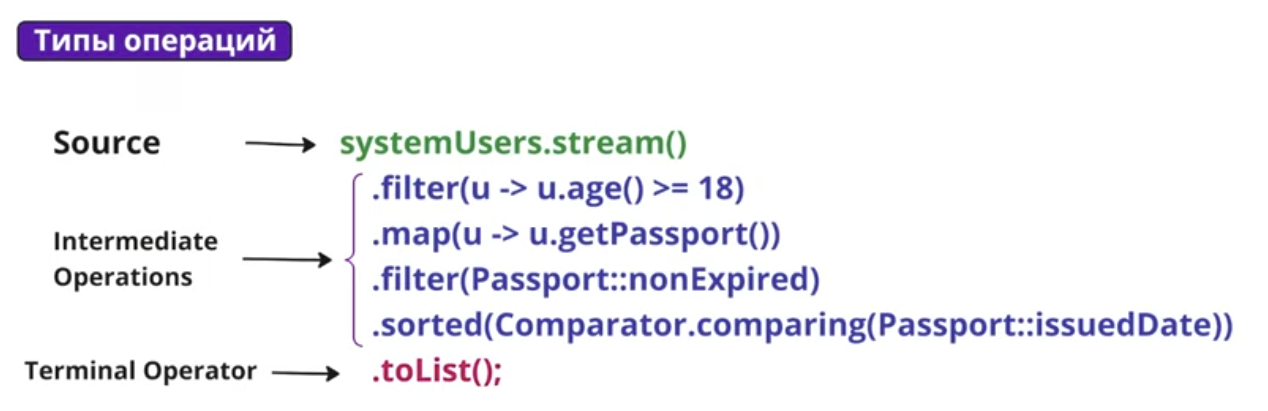 Типы операций
Source
systemUsers.stream()
.filter(u -> u.age() >= 18)
.map(u -> u.getPassport())
Intermediate
Operations
.filter(Passport::nonExpired)
.sorted(Comparator.comparing(Passport::issuedDate))
Terminal Operator
.toList();